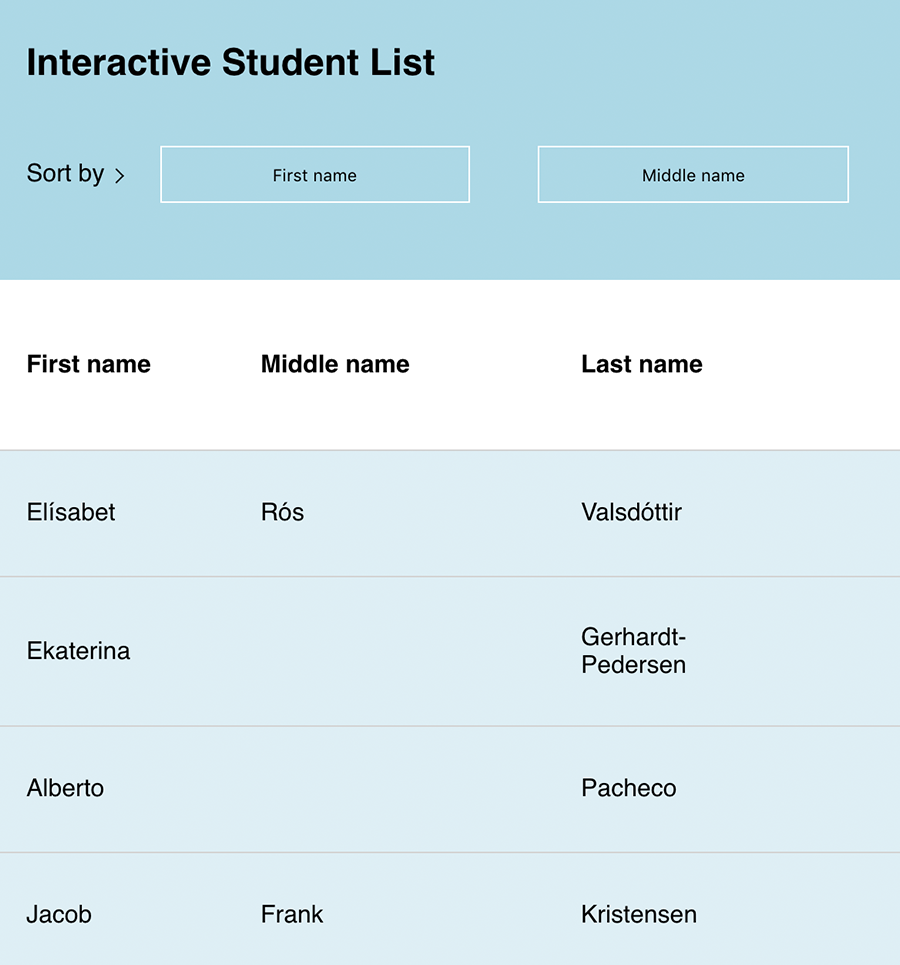 Interactive Student List
Sort by > First name Middle name
First name Middle name Last name
Elísabet Rós Valsdóttir
Ekaterina Gerhardt-
Pedersen
Alberto Pacheco
Jacob Frank Kristensen